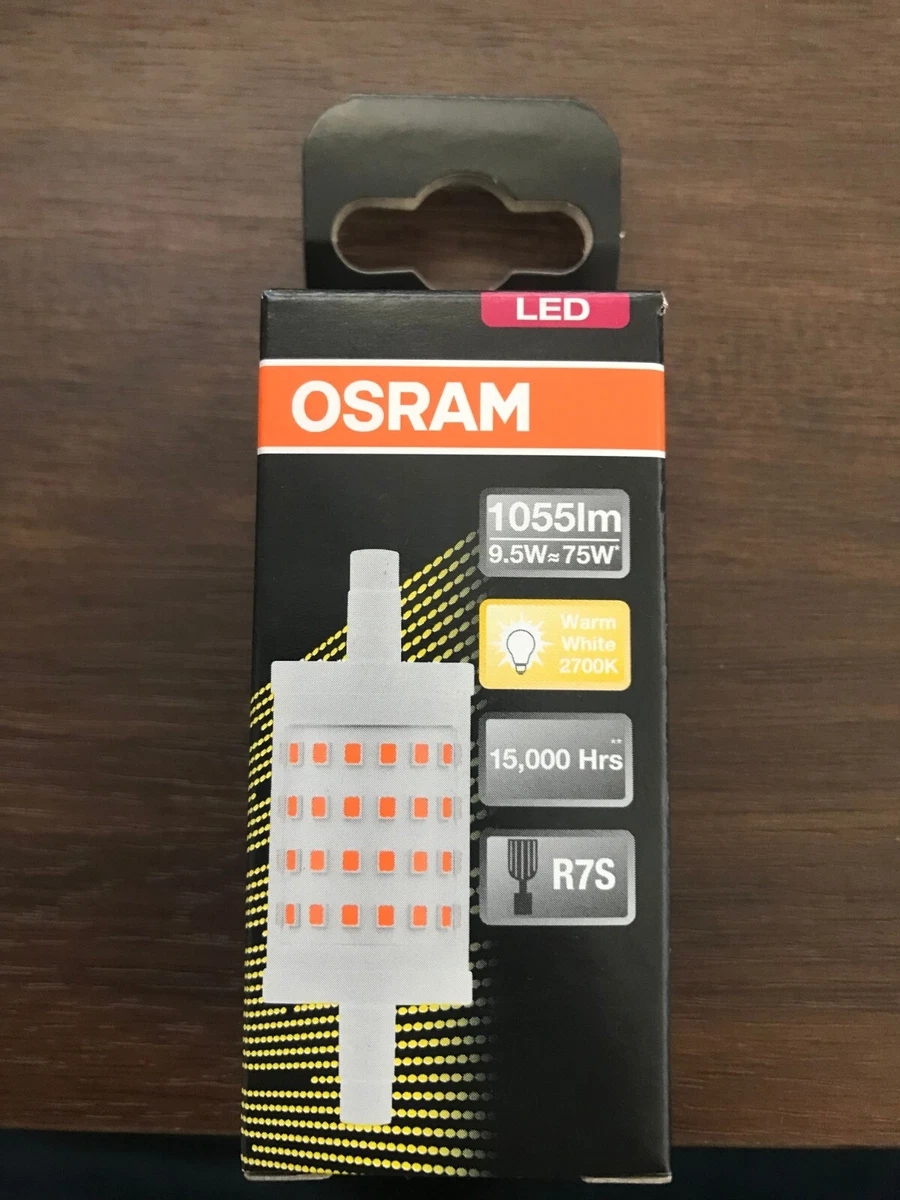 LED
OSRAM
1055lm
9.5W≈75W*
Warm
White
2700K
**
15,000 Hrs
R7S